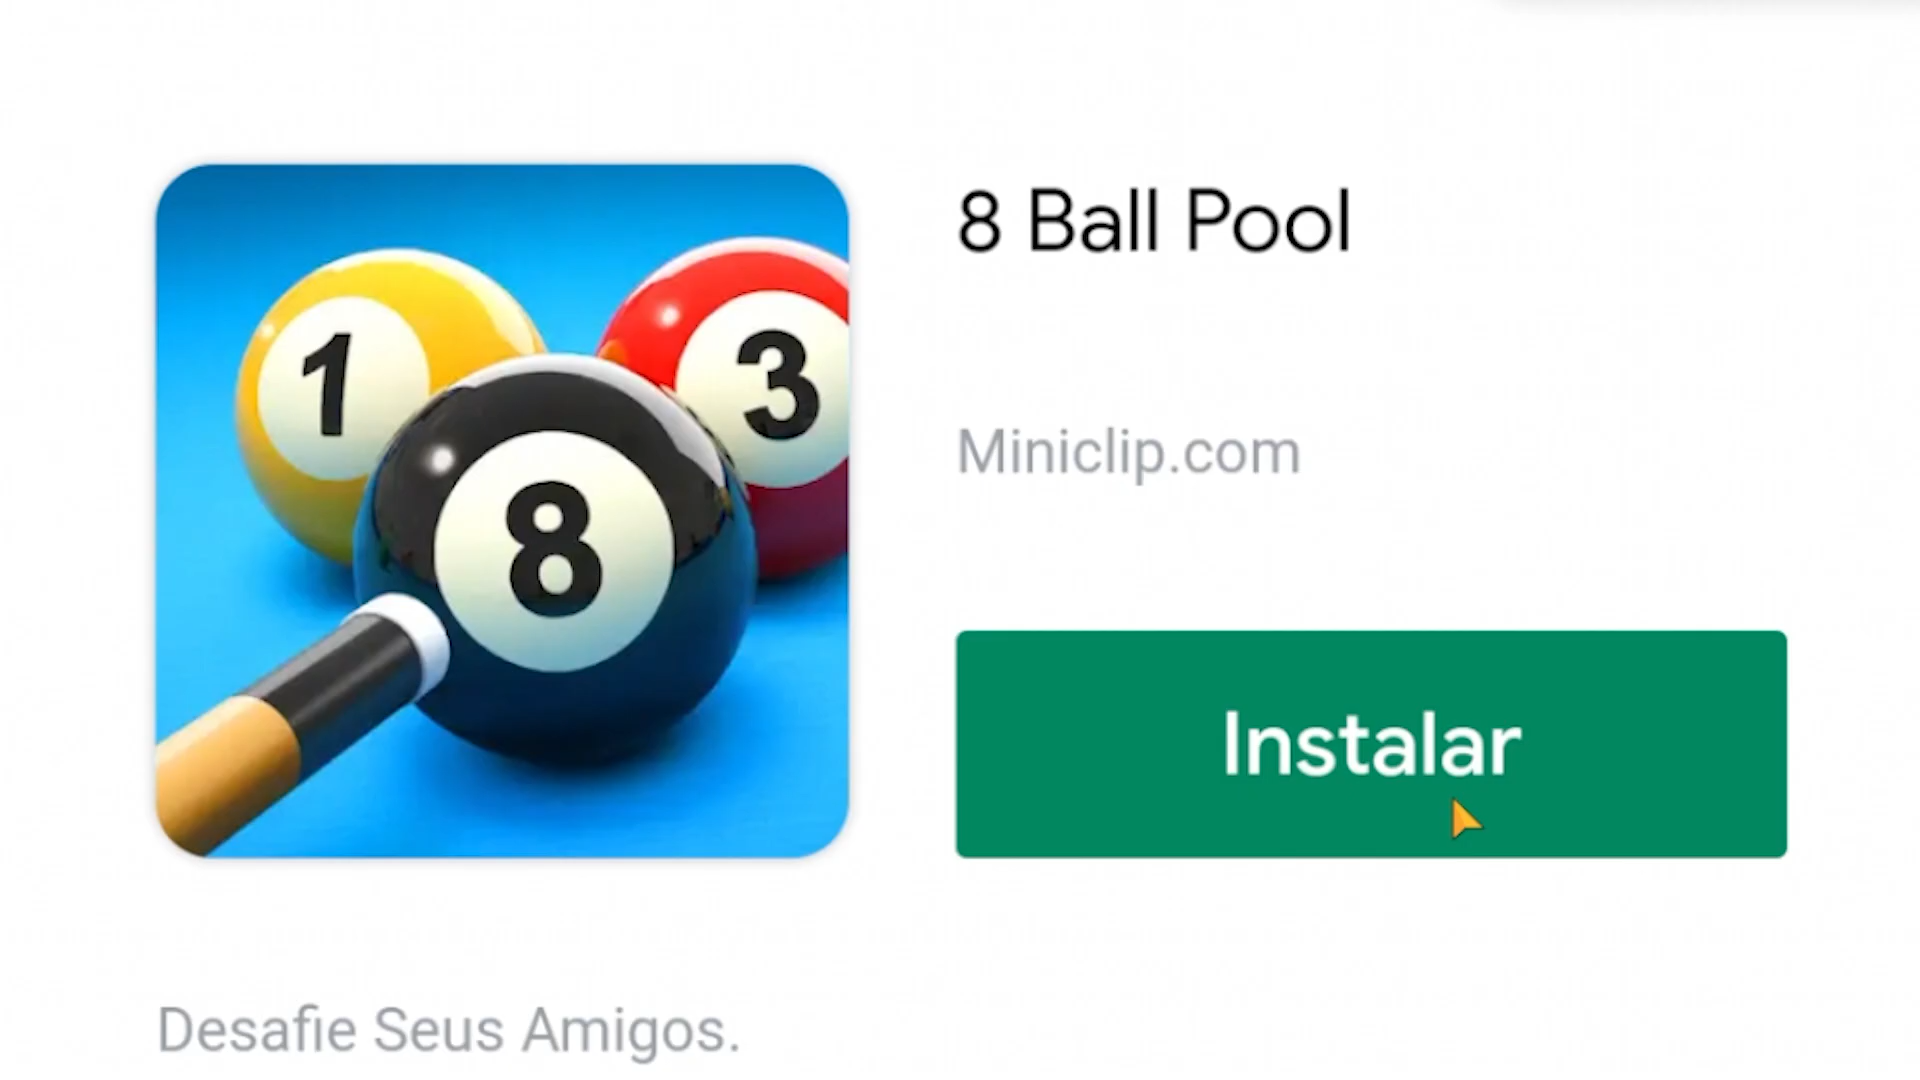 8 Ball Pool
1
3
8
Miniclip.com
Instalar
Desafie Seus Amigos.